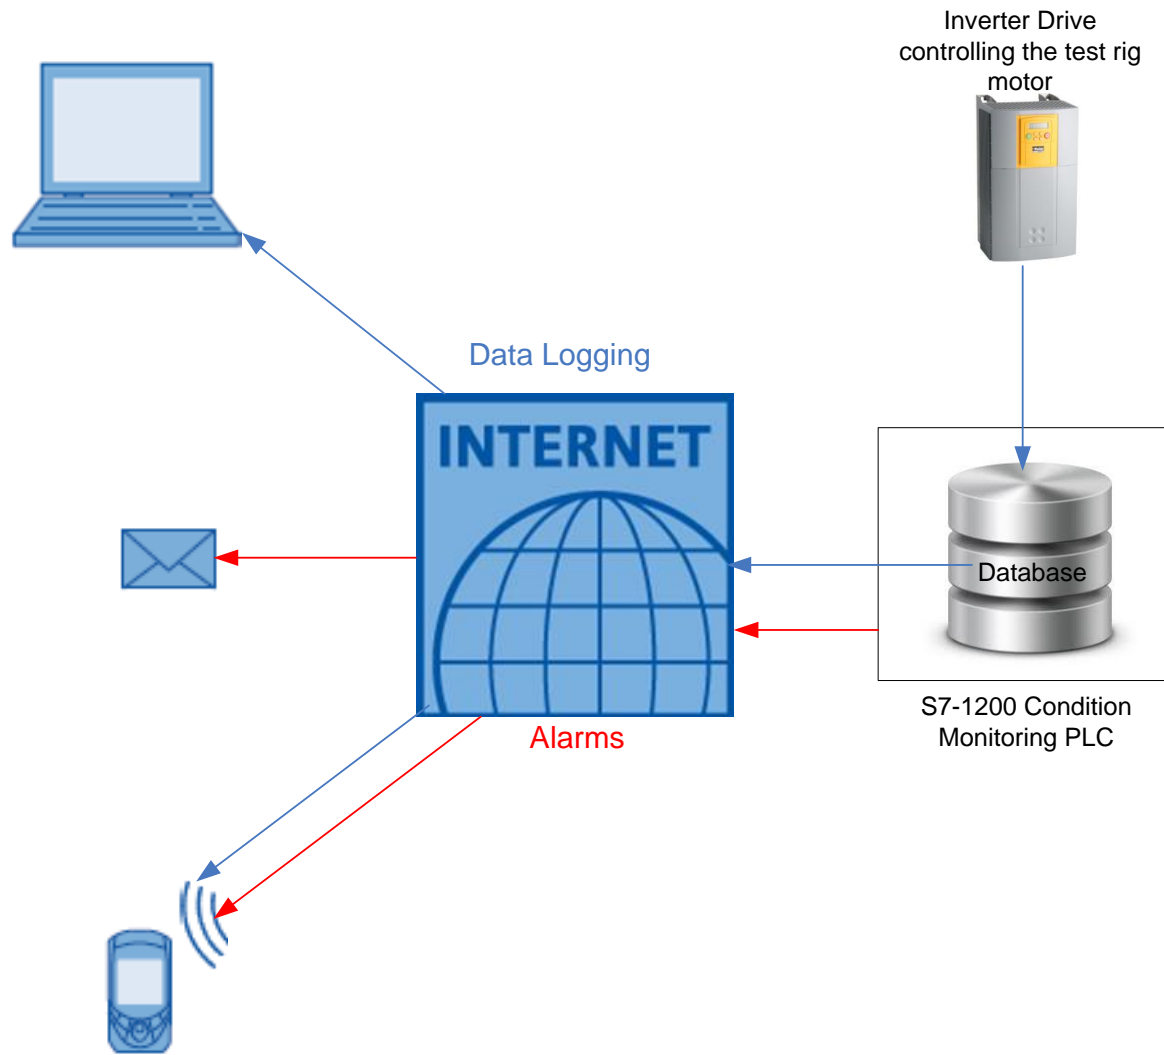 Inverter Drive
controlling the test rig
motor
Data Logging
INTERNET
Database
S7-1200 Condition
Monitoring PLC
Alarms